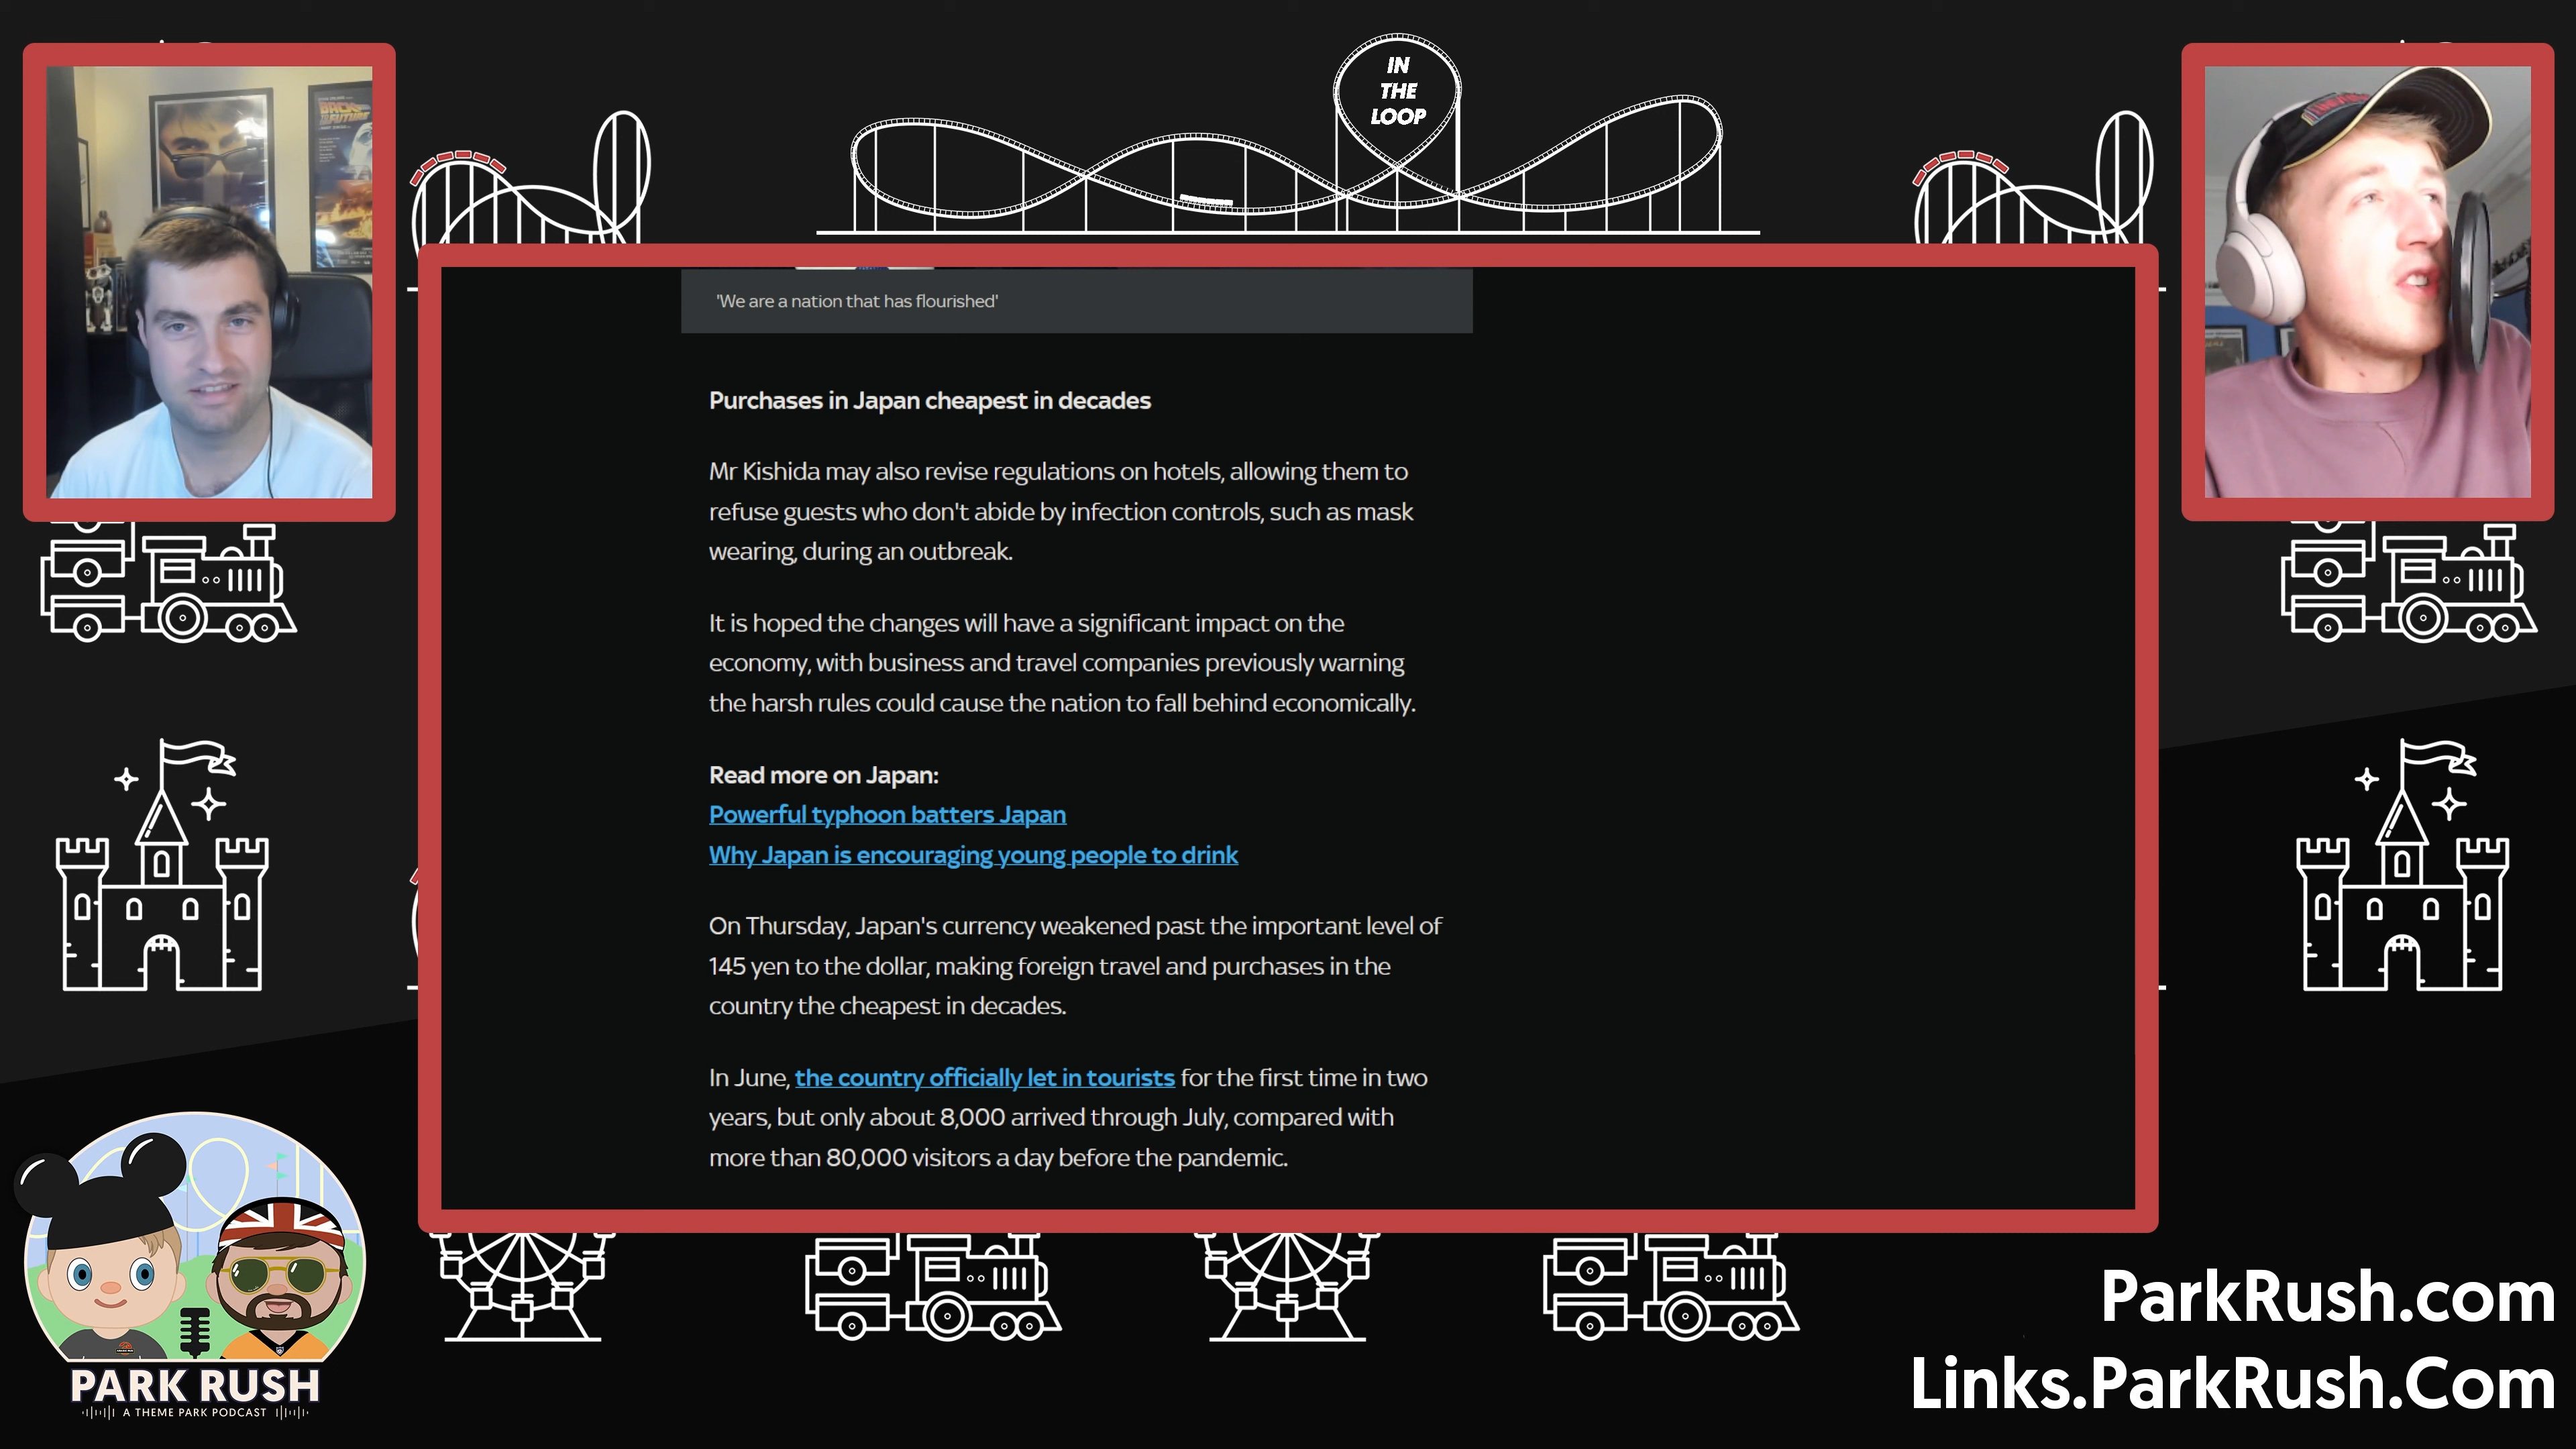 BACK
TO THE
FUTURE
IN
THE
LOOP
'We are a nation that has flourished'
Purchases in Japan cheapest in decades
Mr Kishida may also revise regulations on hotels, allowing them to
refuse guests who don't abide by infection controls, such as mask
wearing, during an outbreak.
It is hoped the changes will have a significant impact on the
economy, with business and travel companies previously warning
the harsh rules could cause the nation to fall behind economically.
Read more on Japan:
Powerful typhoon batters Japan
Why Japan is encouraging young people to drink
On Thursday, Japan's currency weakened past the important level of
145 yen to the dollar, making foreign travel and purchases in the
country the cheapest in decades.
In June, the country officially let in tourists for the first time in two
years, but only about 8,000 arrived through July, compared with
more than 80,000 visitors a day before the pandemic.
PARK RUSH
A THEME PARK PODCAST
ParkRush.com
Links.ParkRush.Com